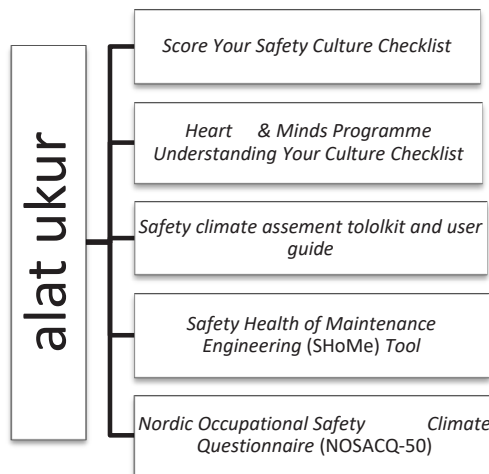 alat ukur
Score Your Safety Culture Checklist
Heart & Minds Programme
Understanding Your Culture Checklist
Safety climate assement tololkit and user
guide
Safety Health of Maintenance
Engineering (SHoMe) Tool
Nordic Occupational Safety Climate
Questionnaire (NOSACQ-50)